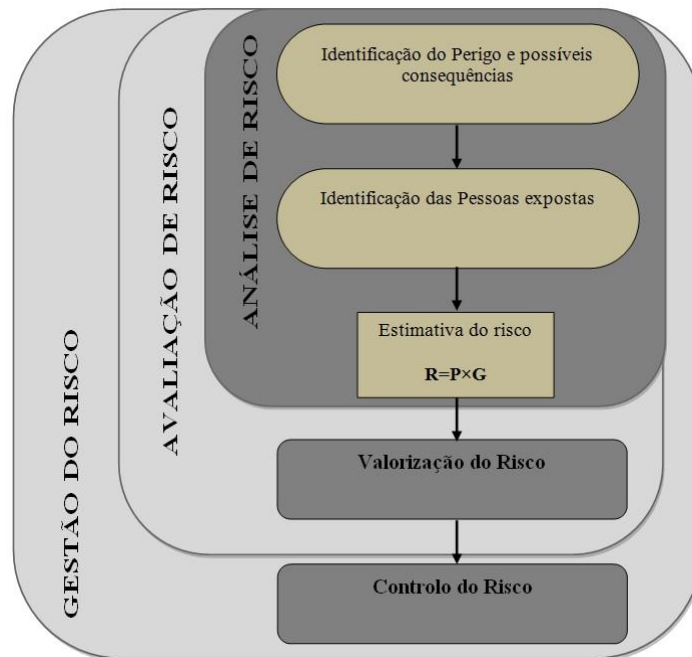 GESTÃO DO RISCO
AVALIAÇÃO DE RISCO
ANÁLISE DE RISCO
Identificação do Perigo e possíveis
consequências
Identificação das Pessoas expostas
Estimativa do risco
R=P×G
Valorização do Risco
Controlo do Risco